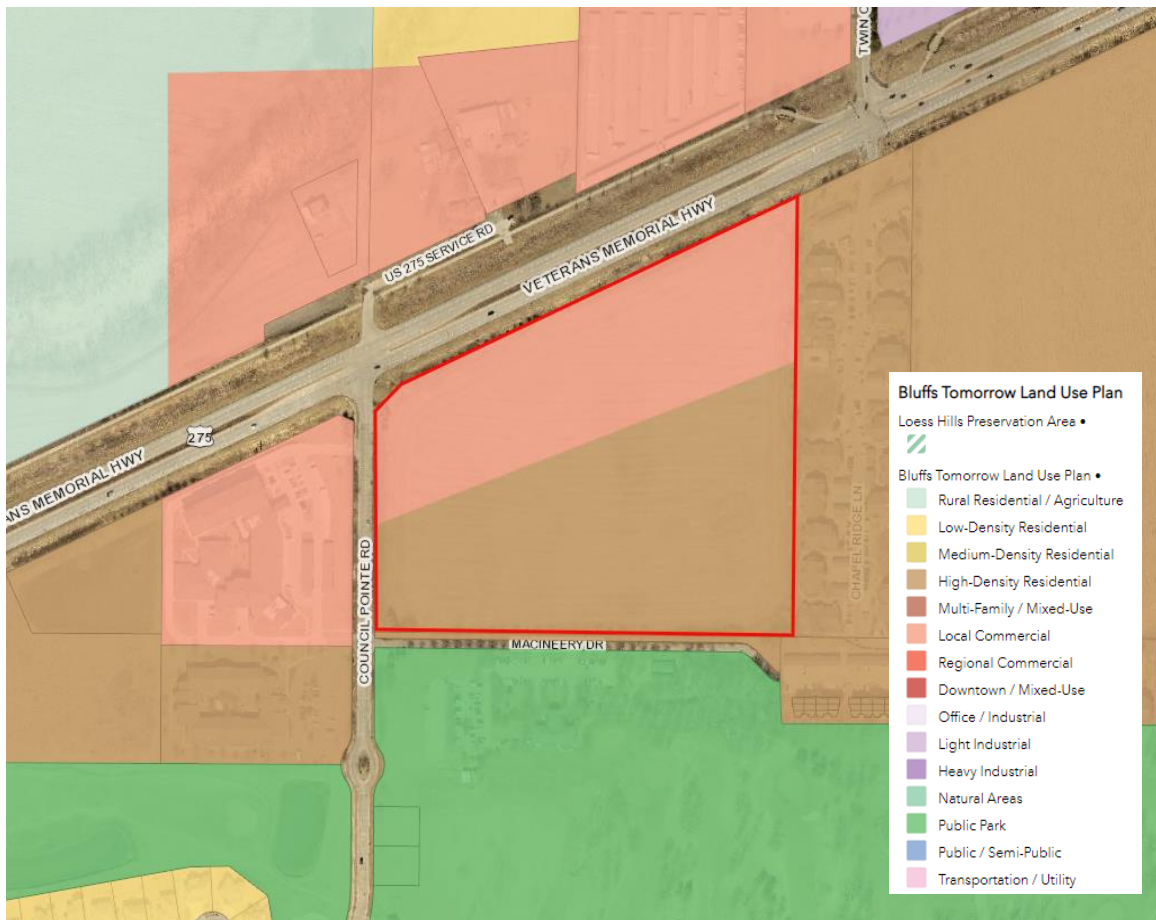 TWIN C
US 275 SERVICE RD
VETERANS MEMORIAL HWY
275
ANS MEMORIAL HWY
COUNCIL POINTE RD
CHAPEL RIDGE LN
MACINEERY DR
Bluffs Tomorrow Land Use Plan
Loess Hills Preservation Area •
Bluffs Tomorrow Land Use Plan •
Rural Residential / Agriculture
Low-Density Residential
Medium-Density Residential
High-Density Residential
Multi-Family / Mixed-Use
Local Commercial
Regional Commercial
Downtown / Mixed-Use
Office / Industrial
Light Industrial
Heavy Industrial
Natural Areas
Public Park
Public / Semi-Public
Transportation / Utility